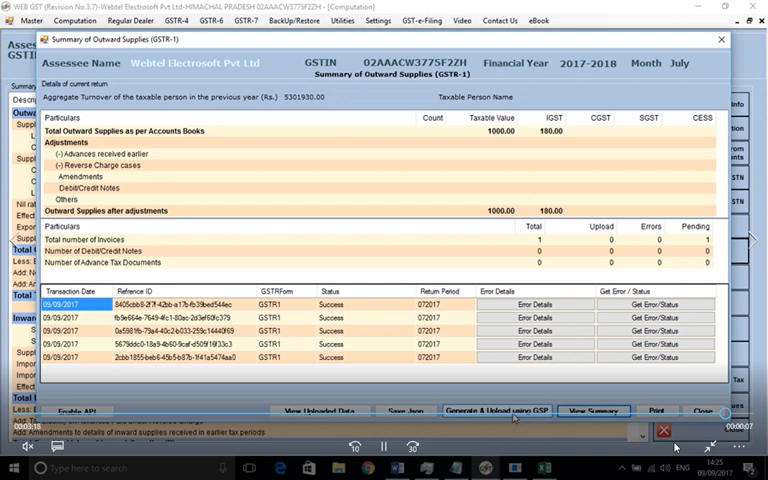 WEB GST (Revision No.3.7)-Webtel Electrosoft Pvt Ltd-HIMACHAL PRADESH 02AAACW3775F2ZH - [Computation]
Master Computation Regular Dealer GSTR-4 GSTR-6 GSTR-7 BackUp/Restore Utilities Settings GST-e-Filing Video Contact Us eBook
Summary of Outward Supplies (GSTR-1)
Assessee Name Webtel Electrosoft Pvt Ltd GSTIN 02AAACW3775F2ZH Financial Year 2017-2018 Month July
Summary of Outward Supplies (GSTR-1)
Details of current return
Aggregate Turnover of the taxable person in the previous year (Rs.) 5301930.00 Taxable Person Name
Particulars Count Taxable Value IGST CGST SGST CESS
Total Outward Supplies as per Accounts Books 1000.00 180.00
Adjustments
(-) Advances received earlier
(-) Reverse Charge cases
Amendments
Debit/Credit Notes
Others
Outward Supplies after adjustments 1000.00 180.00
Particulars Total Upload Errors Pending
Total number of Invoices 1 0 0 1
Number of Debit/Credit Notes 0 0 0 0
Number of Advance Tax Documents 0 0 0 0
Transaction Date Refrence ID GSTRForm Status Return Period Error Details Get Error / Status
09/09/2017 8405cbb8-2f7f-42bb-a17b-fb39bed544ec GSTR1 Success 072017 Error Details Get Error/Status
09/09/2017 fb9e664e-7649-4fc1-80ac-2d3ef60fc379 GSTR1 Success 072017 Error Details Get Error/Status
09/09/2017 0a5981fb-79a4-40c2-b033-259c14440f69 GSTR1 Success 072017 Error Details Get Error/Status
09/09/2017 5679ddc0-18a9-4b60-9caf-d509f16f33c3 GSTR1 Success 072017 Error Details Get Error/Status
09/09/2017 2cbb1855-beb6-45b5-b87b-1f41a5474aa0 GSTR1 Success 072017 Error Details Get Error/Status
Enable API View Uploaded Data Save Json Generate & Upload using GSP View Summary Print Close
00:03:18 00:00:07
Add: Amendments to details of inward supplies received in earlier tax periods
10 30
Type here to search ENG 14:25
09/09/2017